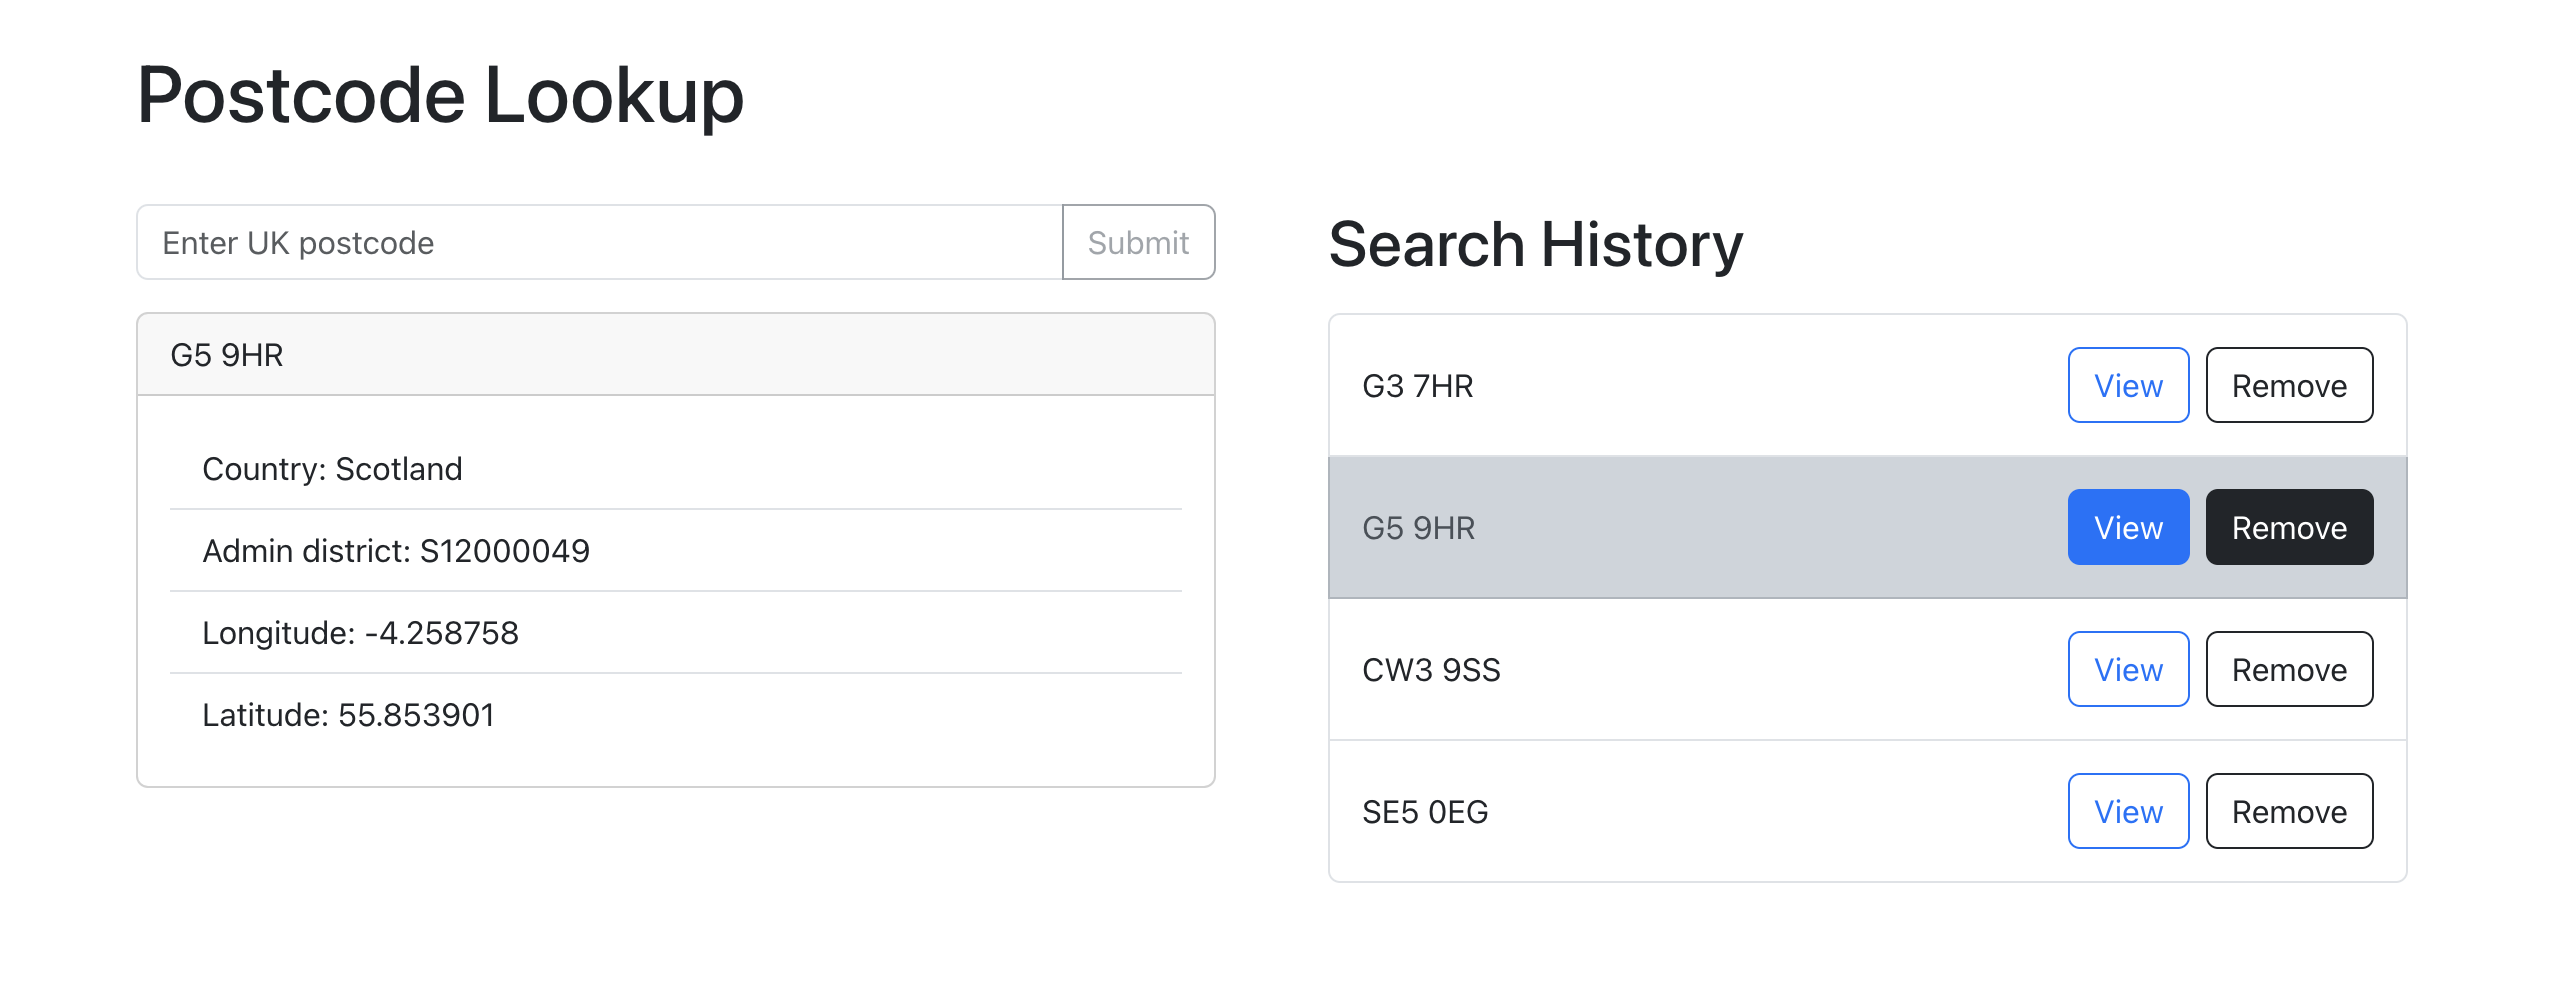 Postcode Lookup
Enter UK postcode
Submit
G5 9HR
Country: Scotland
Admin district: S12000049
Longitude: -4.258758
Latitude: 55.853901
Search History
G3 7HR
View
Remove
G5 9HR
View
Remove
CW3 9SS
View
Remove
SE5 0EG
View
Remove